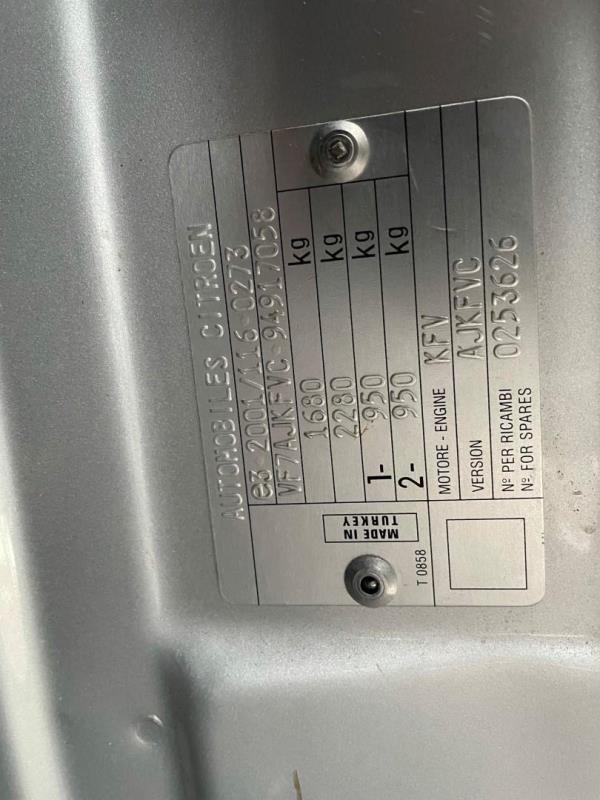 AUTOMOBILES CITROEN
e3*2001/116*0273
VF7AJKFVC*94917058
1680 kg
2280 kg
1- 950 kg
2- 950 kg
MOTORE - ENGINE KFV
VERSION AJKFVC
Nº PER RICAMBI
Nº. FOR SPARES
0253626
MADE IN
TURKEY
T 0858